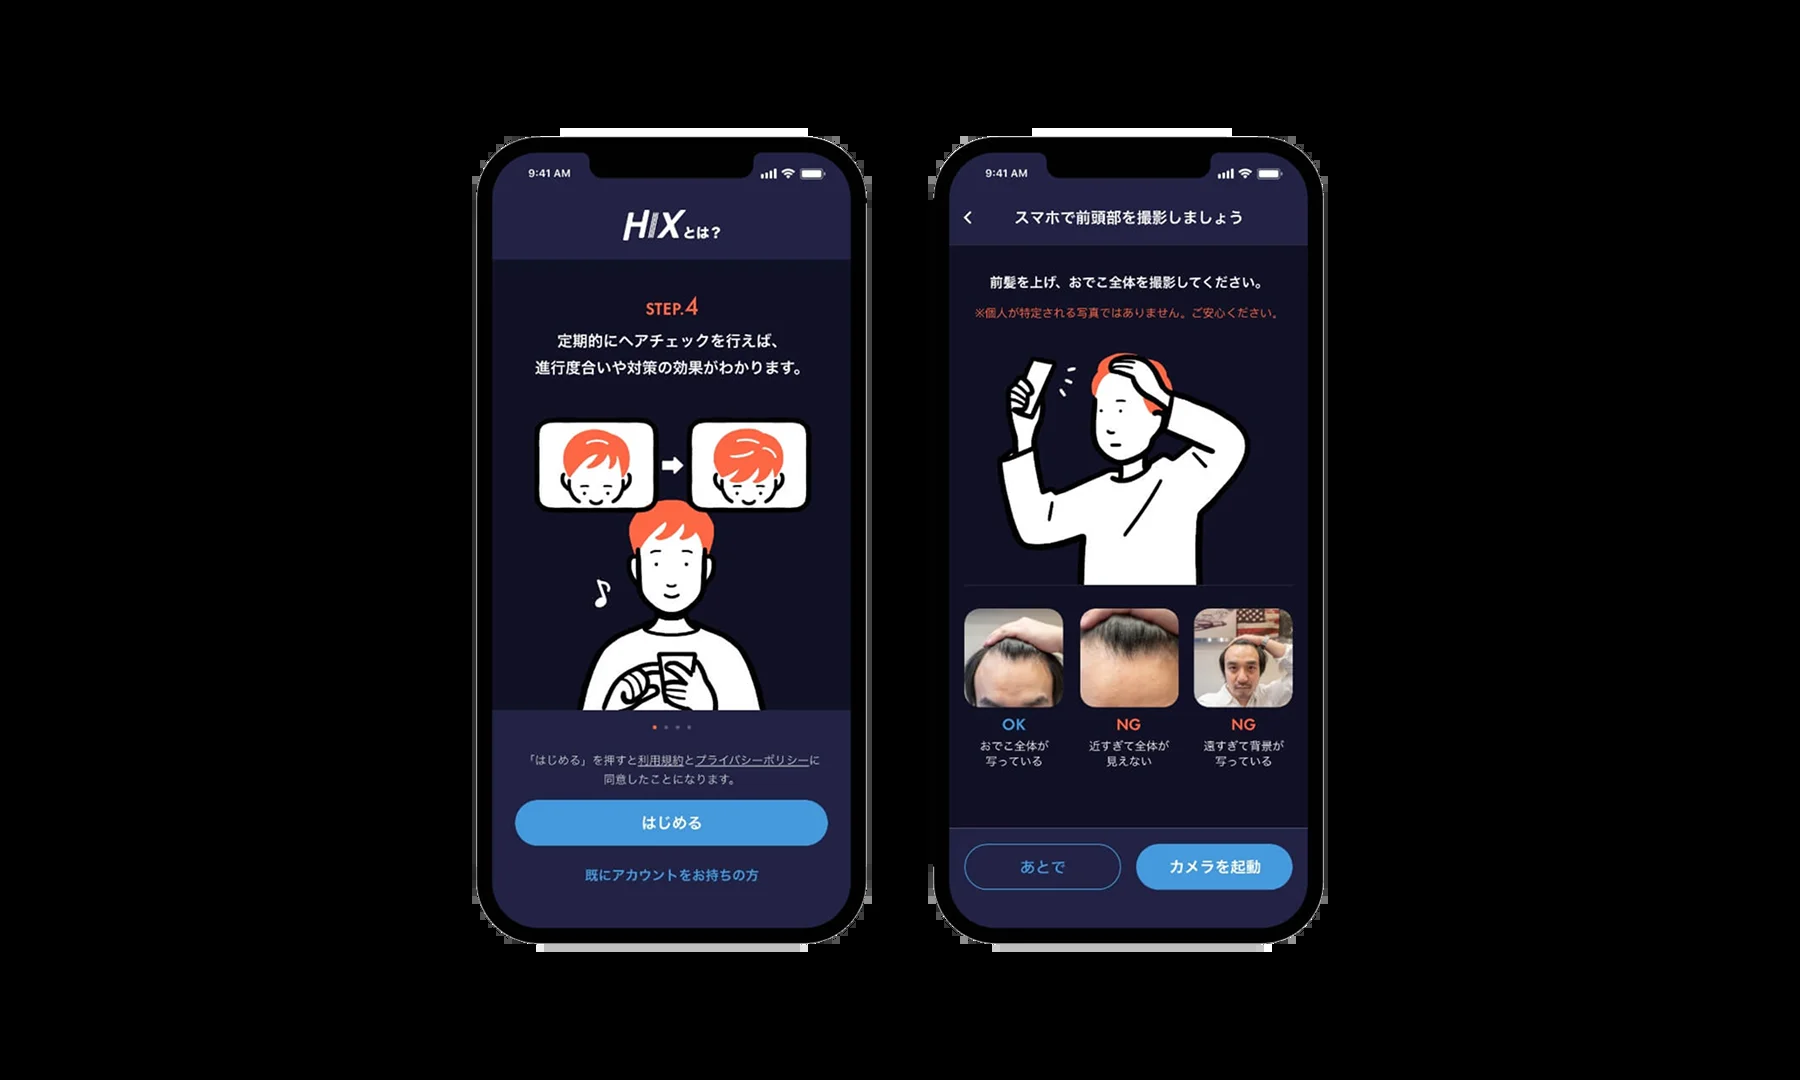 9:41 AM
HIXとは？
STEP.4
定期的にヘアチェックを行えば、
進行度合いや対策の効果がわかります。
「はじめる」を押すと利用規約とプライバシーポリシーに
同意したことになります。
はじめる
既にアカウントをお持ちの方
9:41 AM
スマホで前頭部を撮影しましょう
前髪を上げ、おでこ全体を撮影してください。
※個人が特定される写真ではありません。ご安心ください。
OK
おでこ全体が
写っている
NG
近すぎて全体が
見えない
NG
遠すぎて背景が
写っている
あとで
カメラを起動